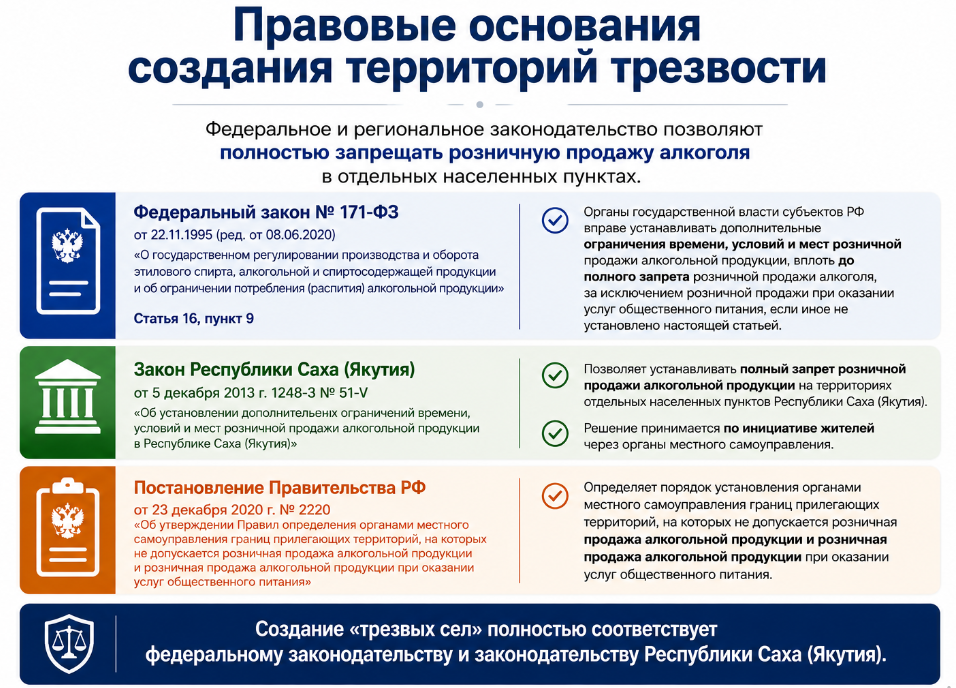 Правовые основания
создания территорий трезвости
Федеральное и региональное законодательство позволяют
полностью запрещать розничную продажу алкоголя
в отдельных населенных пунктах.
Федеральный закон № 171-ФЗ
от 22.11.1995 (ред. от 08.06.2020)
«О государственном регулировании производства и оборота
этилового спирта, алкогольной и спиртосодержащей продукции
и об ограничении потребления (распития) алкогольной продукции»
Статья 16, пункт 9
Органы государственной власти субъектов РФ
вправе устанавливать дополнительные
ограничения времени, условий и мест розничной
продажи алкогольной продукции, вплоть до
полного запрета розничной продажи алкоголя,
за исключением розничной продажи при оказании
услуг общественного питания, если иное не
установлено настоящей статьей.
Закон Республики Саха (Якутия)
от 5 декабря 2013 г. 1248-З № 51-V
«Об установлении дополнительенх ограничений времени,
условий и мест розничной продажи алкогольной продукции
в Республике Саха (Якутия)»
Позволяет устанавливать полный запрет розничной
продажи алкогольной продукции на территориях
отдельных населенных пунктов Республики Саха (Якутия).
Решение принимается по инициативе жителей
через органы местного самоуправления.
Постановление Правительства РФ
от 23 декабря 2020 г. № 2220
«Об утверждении Правил определения органами местного
самоуправления границ прилегающих территорий, на которых
не допускается розничная продажа алкогольной продукции
и розничная продажа алкогольной продукции при оказании
услуг общественного питания»
Определяет порядок установления органами
местного самоуправления границ прилегающих
территорий, на которых не допускается розничная
продажа алкогольной продукции и розничная
продажа алкогольной продукции при оказании
услуг общественного питания.
Создание «трезвых сел» полностью соответствует
федеральному законодательству и законодательству Республики Саха (Якутия).